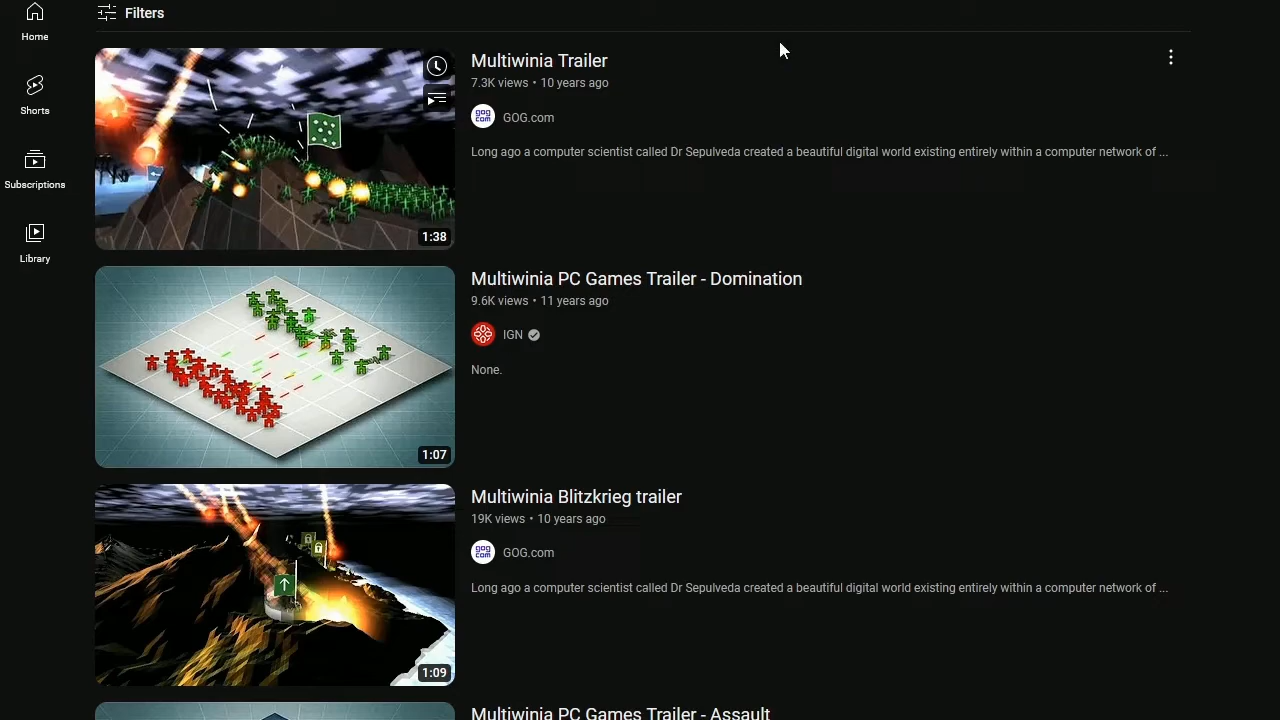 Filters
Home
Shorts
Subscriptions
Library
Multiwinia Trailer
7.3K views • 10 years ago
gog com
GOG.com
Long ago a computer scientist called Dr Sepulveda created a beautiful digital world existing entirely within a computer network of ...
1:38
Multiwinia PC Games Trailer - Domination
9.6K views • 11 years ago
IGN
None.
1:07
Multiwinia Blitzkrieg trailer
19K views • 10 years ago
gog com
GOG.com
Long ago a computer scientist called Dr Sepulveda created a beautiful digital world existing entirely within a computer network of ...
1:09
Multiwinia PC Games Trailer - Assault